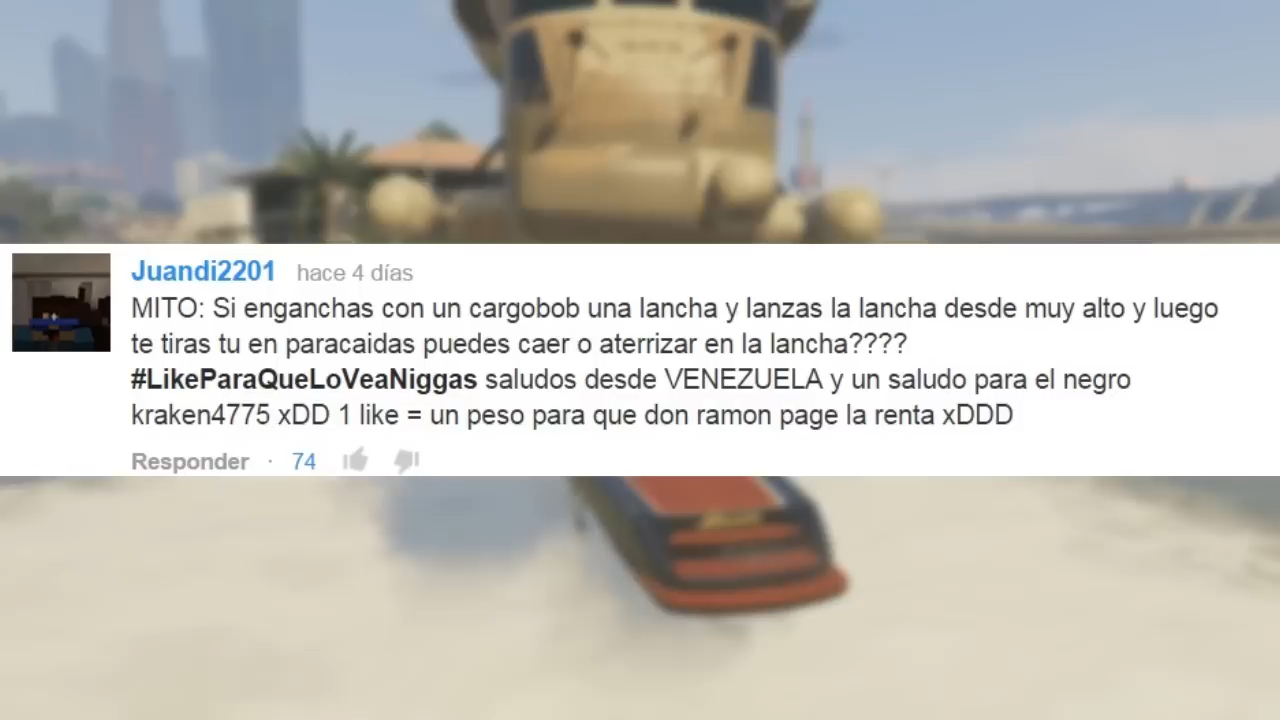 Juandi2201 hace 4 días
MITO: Si enganchas con un cargobob una lancha y lanzas la lancha desde muy alto y luego
te tiras tu en paracaidas puedes caer o aterrizar en la lancha????
#LikeParaQueLoVeaNiggas saludos desde VENEZUELA y un saludo para el negro
kraken4775 xDD 1 like = un peso para que don ramon page la renta xDDD
Responder · 74